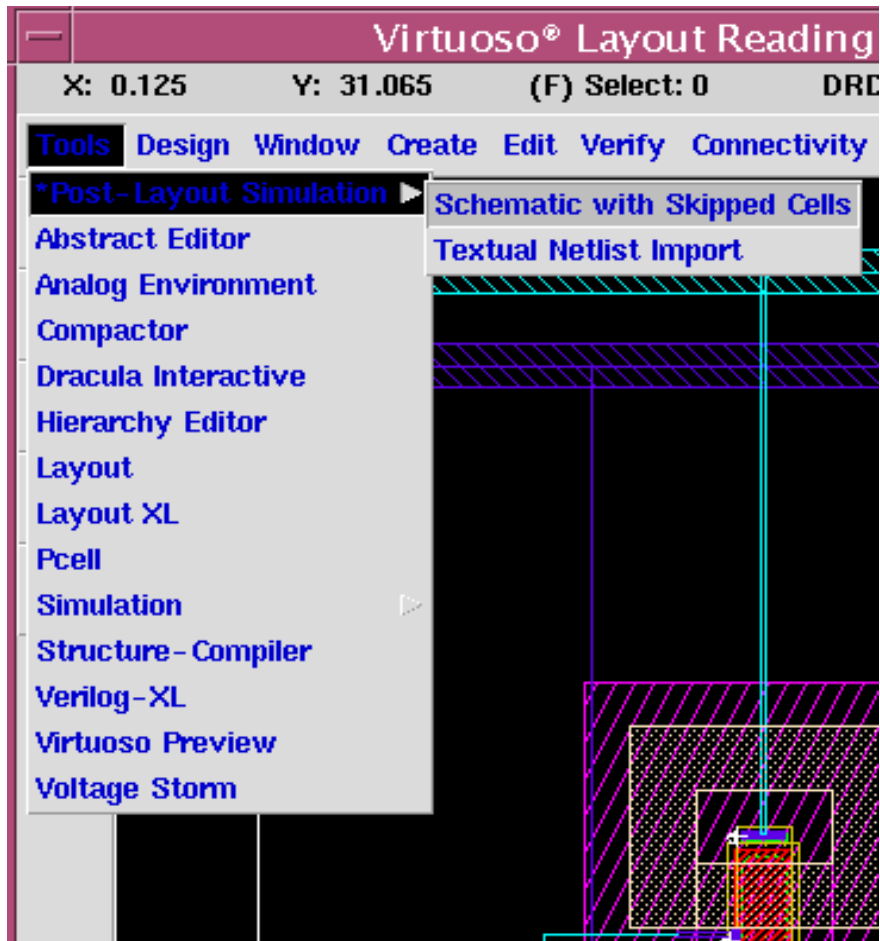 Virtuoso® Layout Reading
X: 0.125 Y: 31.065 (F) Select: 0 DRD
Tools Design Window Create Edit Verify Connectivity
*Post-Layout Simulation
Schematic with Skipped Cells
Textual Netlist Import
Abstract Editor
Analog Environment
Compactor
Dracula Interactive
Hierarchy Editor
Layout
Layout XL
Pcell
Simulation
Structure-Compiler
Verilog-XL
Virtuoso Preview
Voltage Storm